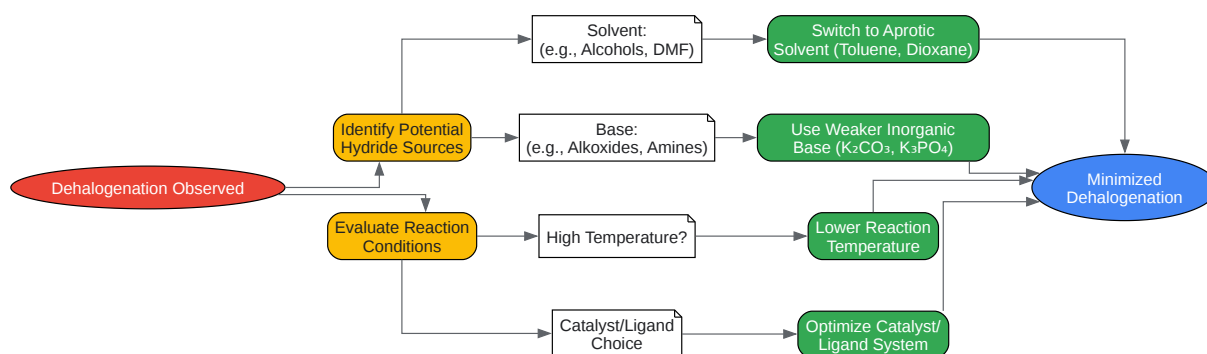 Solvent:
(e.g., Alcohols, DMF)
Switch to Aprotic
Solvent (Toluene, Dioxane)
Identify Potential
Hydride Sources
Base:
(e.g., Alkoxides, Amines)
Use Weaker Inorganic
Base (K₂CO₃, K₃PO₄)
Dehalogenation Observed
Minimized
Dehalogenation
Evaluate Reaction
Conditions
High Temperature?
Lower Reaction
Temperature
Catalyst/Ligand
Choice
Optimize Catalyst/
Ligand System